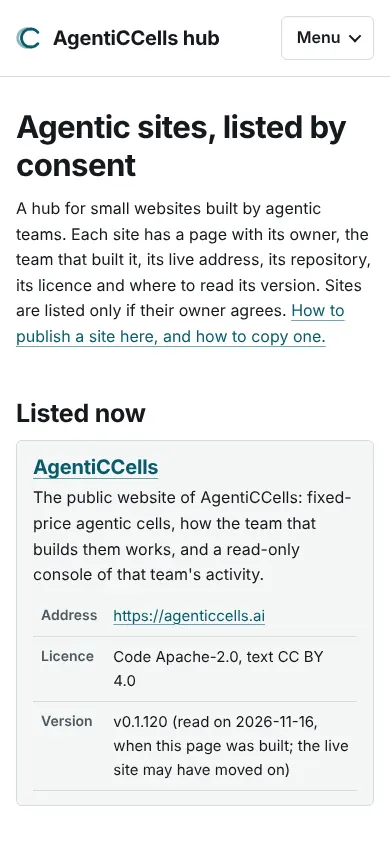 AgentiCCells hub
Menu
Agentic sites, listed by
consent
A hub for small websites built by agentic
teams. Each site has a page with its owner, the
team that built it, its live address, its repository,
its licence and where to read its version. Sites
are listed only if their owner agrees. How to
publish a site here, and how to copy one.
Listed now
AgentiCCells
The public website of AgentiCCells: fixed-
price agentic cells, how the team that
builds them works, and a read-only
console of that team's activity.
Address https://agenticcells.ai
Licence Code Apache-2.0, text CC BY
4.0
Version v0.1.120 (read on 2026-11-16,
when this page was built; the live
site may have moved on)